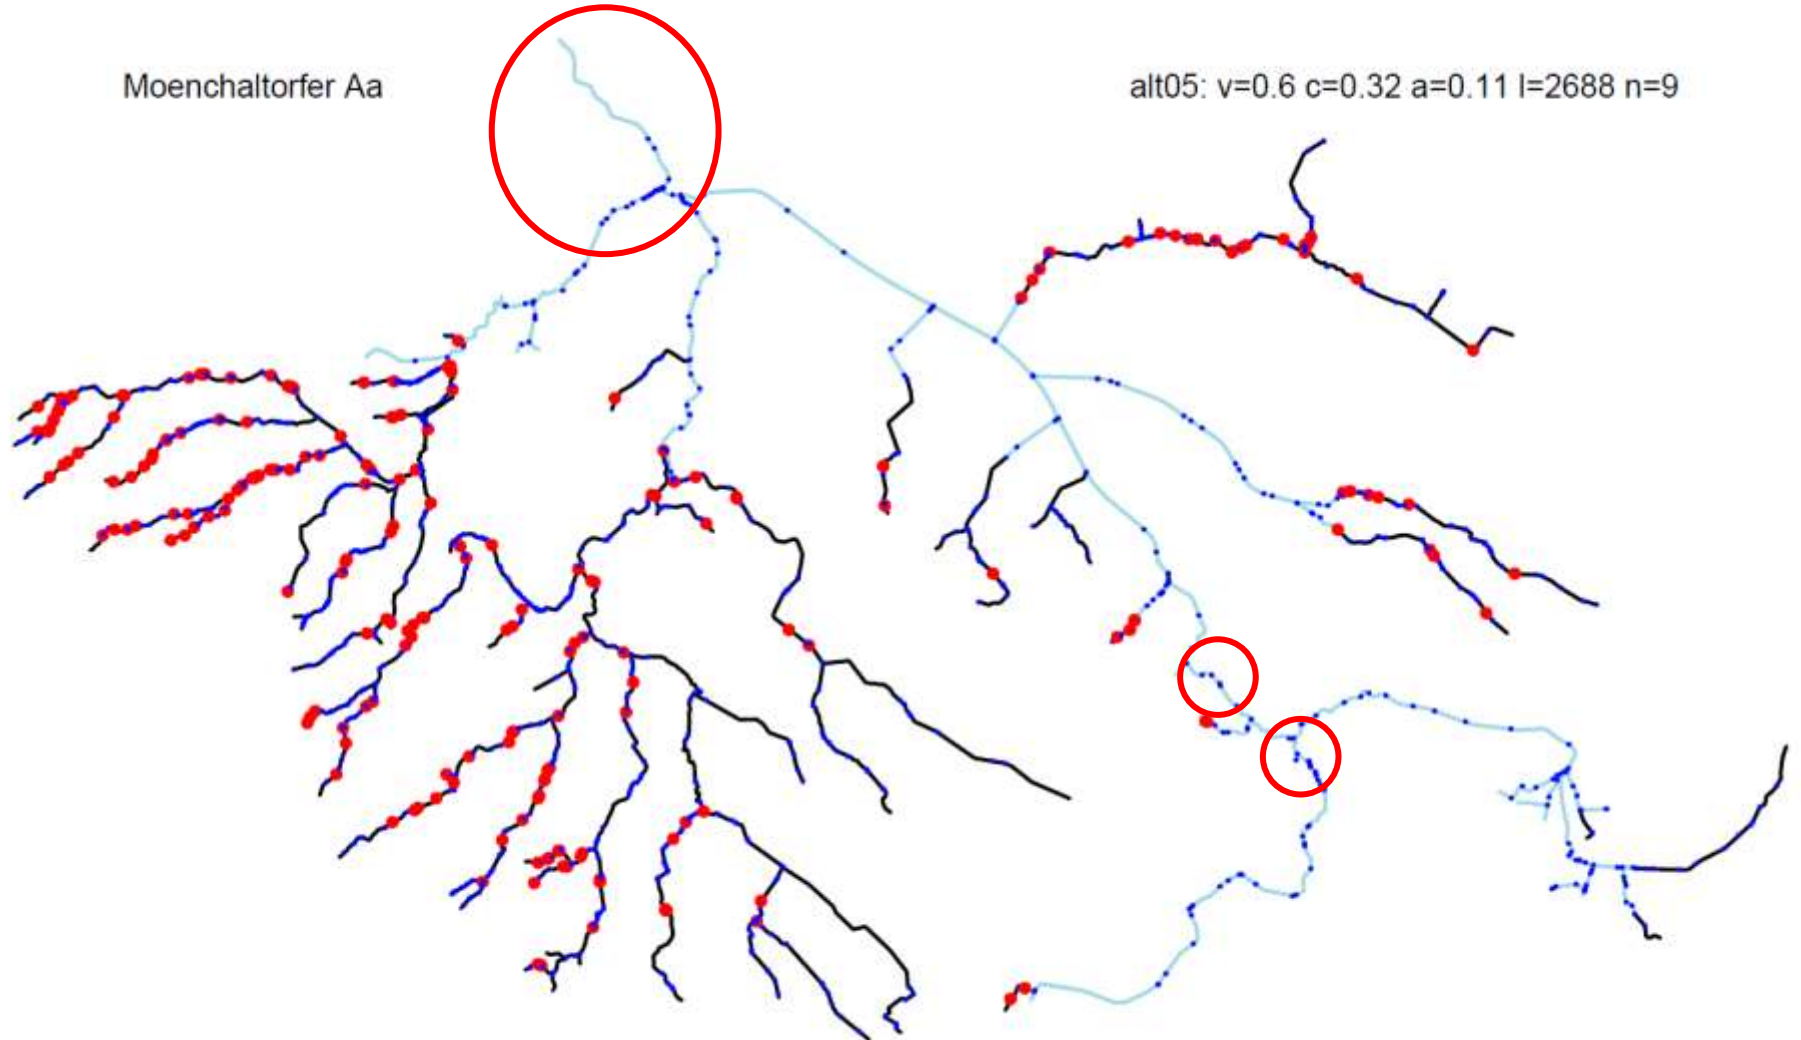 Moenchaltorfer Aa
alt05: v=0.6 c=0.32 a=0.11 l=2688 n=9